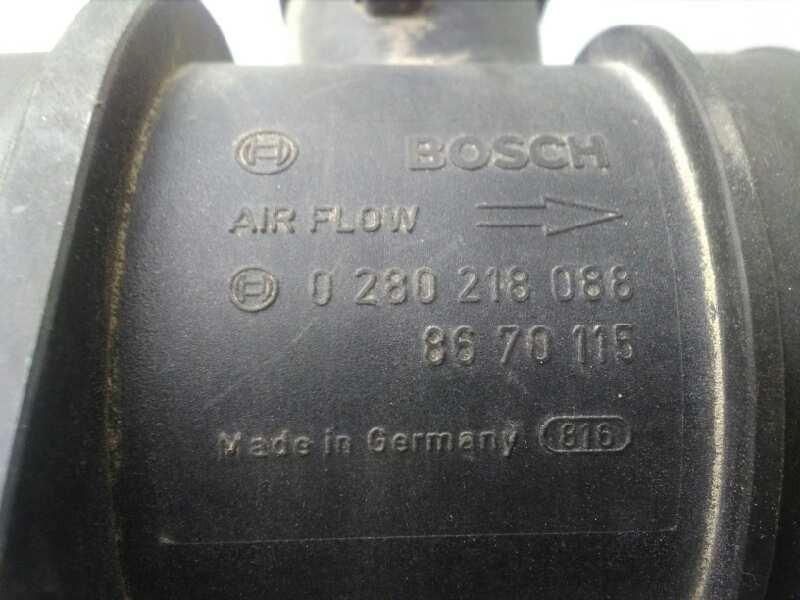 BOSCH
AIR FLOW
0 280 218 088
86 70 115
Made in Germany 816